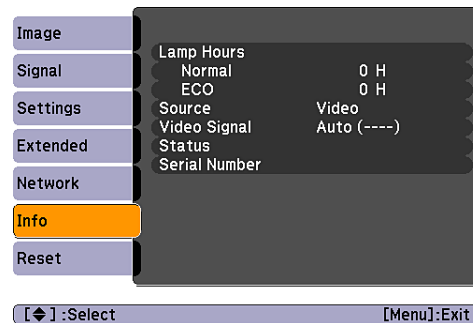 Image
Signal
Settings
Extended
Network
Info
Reset
Lamp Hours
Normal 0 H
ECO 0 H
Source Video
Video Signal Auto (----)
Status
Serial Number
[◆] :Select [Menu]:Exit